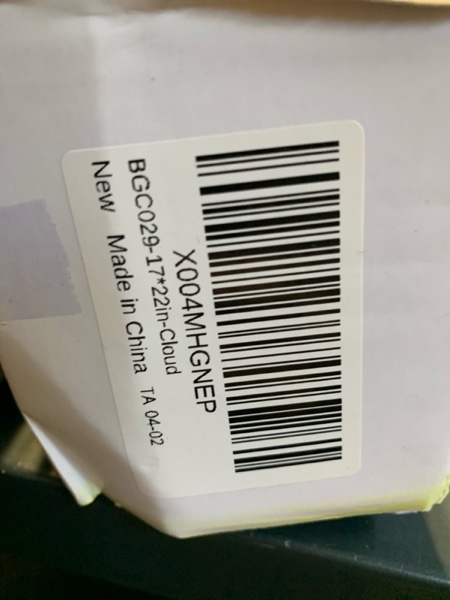 X004MHGNEP
BGC029-17*22in-Cloud
New Made in China TA 04-02